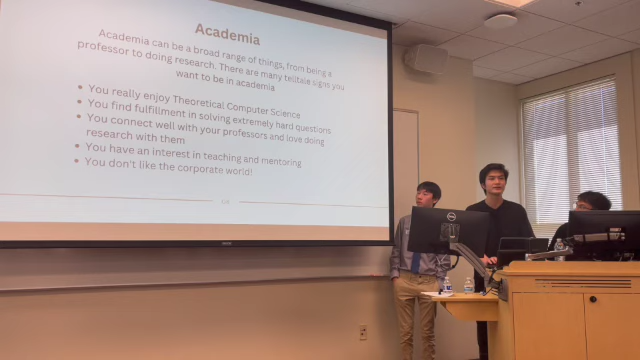 Academia
Academia can be a broad range of things, from being a
professor to doing research. There are many telltale signs you
want to be in academia
• You really enjoy Theoretical Computer Science
• You find fulfillment in solving extremely hard questions
• You connect well with your professors and love doing
research with them
• You have an interest in teaching and mentoring
• You don't like the corporate world!
DELL